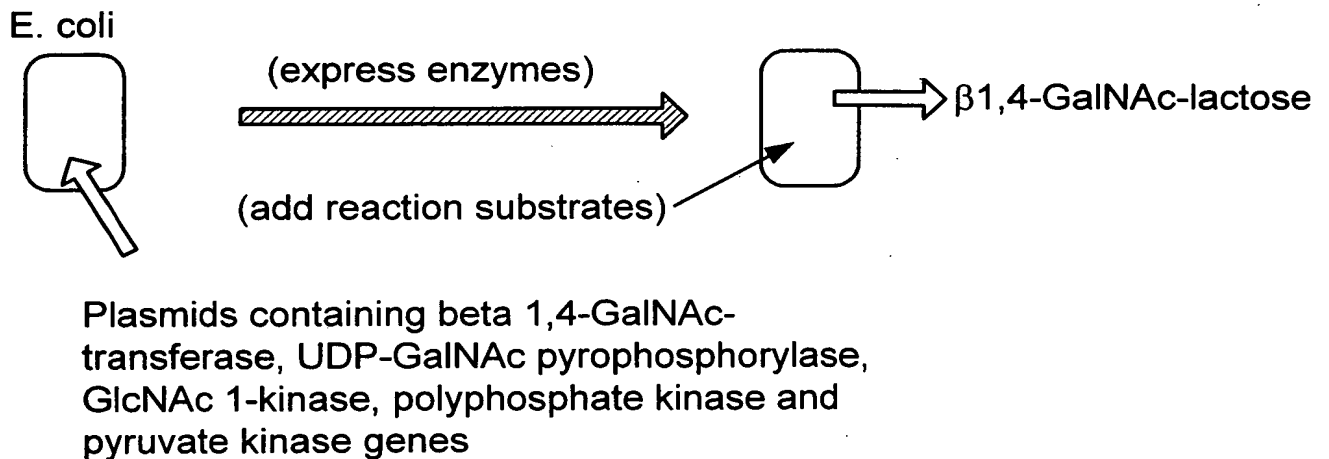 E. coli
(express enzymes)
β1,4-GalNAc-lactose
(add reaction substrates)
Plasmids containing beta 1,4-GalNAc-
transferase, UDP-GalNAc pyrophosphorylase,
GlcNAc 1-kinase, polyphosphate kinase and
pyruvate kinase genes